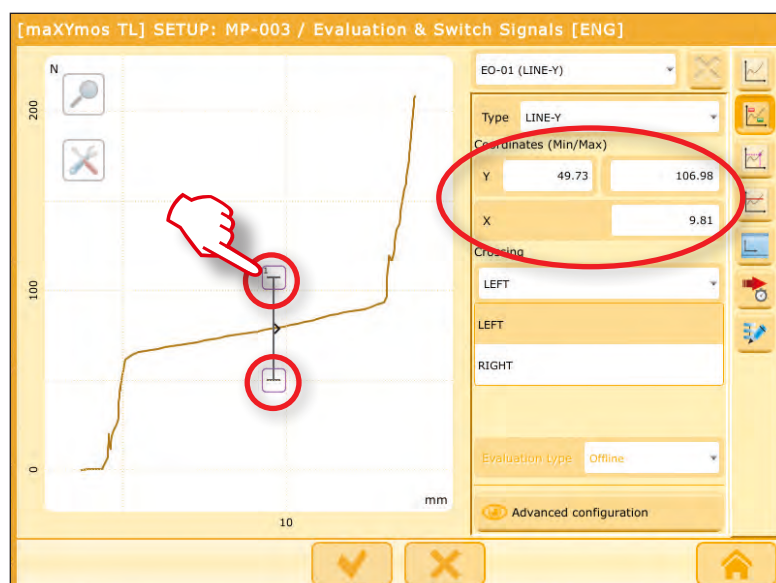 [maXYmos TL] SETUP: MP-003 / Evaluation & Switch Signals [ENG]
N
200
100
0
1
mm
10
EO-01 (LINE-Y)
Type LINE-Y
Coordinates (Min/Max)
Y 49.73 106.98
X 9.81
Crossing
LEFT
LEFT
RIGHT
Evaluation type Offline
Advanced configuration